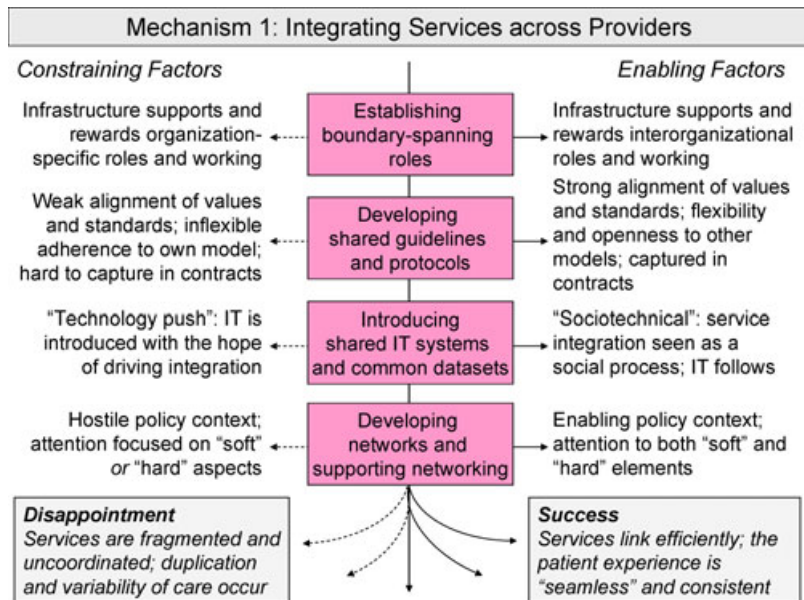 Mechanism 1: Integrating Services across Providers
Constraining Factors
Enabling Factors
Infrastructure supports and
rewards organization-
specific roles and working
Establishing
boundary-spanning
roles
Infrastructure supports and
rewards interorganizational
roles and working
Weak alignment of values
and standards; inflexible
adherence to own model;
hard to capture in contracts
Developing
shared guidelines
and protocols
Strong alignment of values
and standards; flexibility
and openness to other
models; captured in
contracts
“Technology push”: IT is
introduced with the hope
of driving integration
Introducing
shared IT systems
and common datasets
“Sociotechnical”: service
integration seen as a
social process; IT follows
Hostile policy context;
attention focused on “soft”
or “hard” aspects
Developing
networks and
supporting networking
Enabling policy context;
attention to both “soft” and
“hard” elements
Disappointment
Services are fragmented and
uncoordinated; duplication
and variability of care occur
Success
Services link efficiently; the
patient experience is
“seamless” and consistent